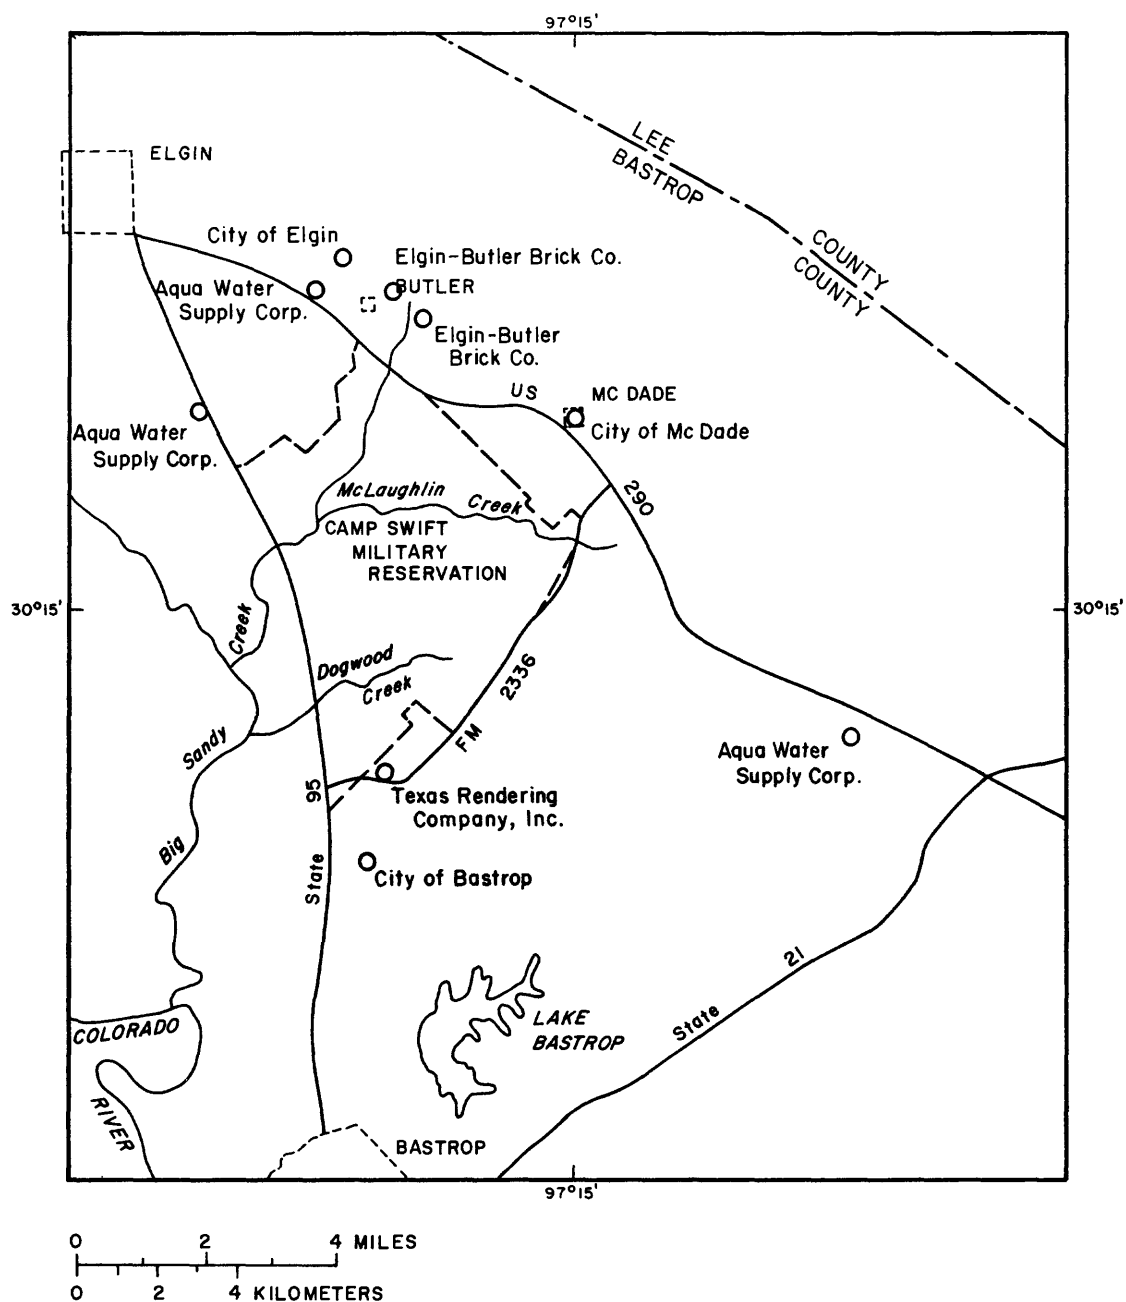 97°15'
LEE
BASTROP
ELGIN
City of Elgin
COUNTY
COUNTY
Elgin-Butler Brick Co.
Aqua Water
Supply Corp.
BUTLER
Elgin-Butler
Brick Co.
US
MC DADE
City of Mc Dade
Aqua Water
Supply Corp.
290
McLaughlin
Creek
CAMP SWIFT
MILITARY
RESERVATION
30°15'
30°15'
Creek
Dogwood
Creek
2336
FM
Sandy
Aqua Water
Supply Corp.
95
Texas Rendering
Company, Inc.
Big
State
City of Bastrop
21
State
LAKE
BASTROP
COLORADO
RIVER
BASTROP
97°15'
0 2 4 MILES
0 2 4 KILOMETERS